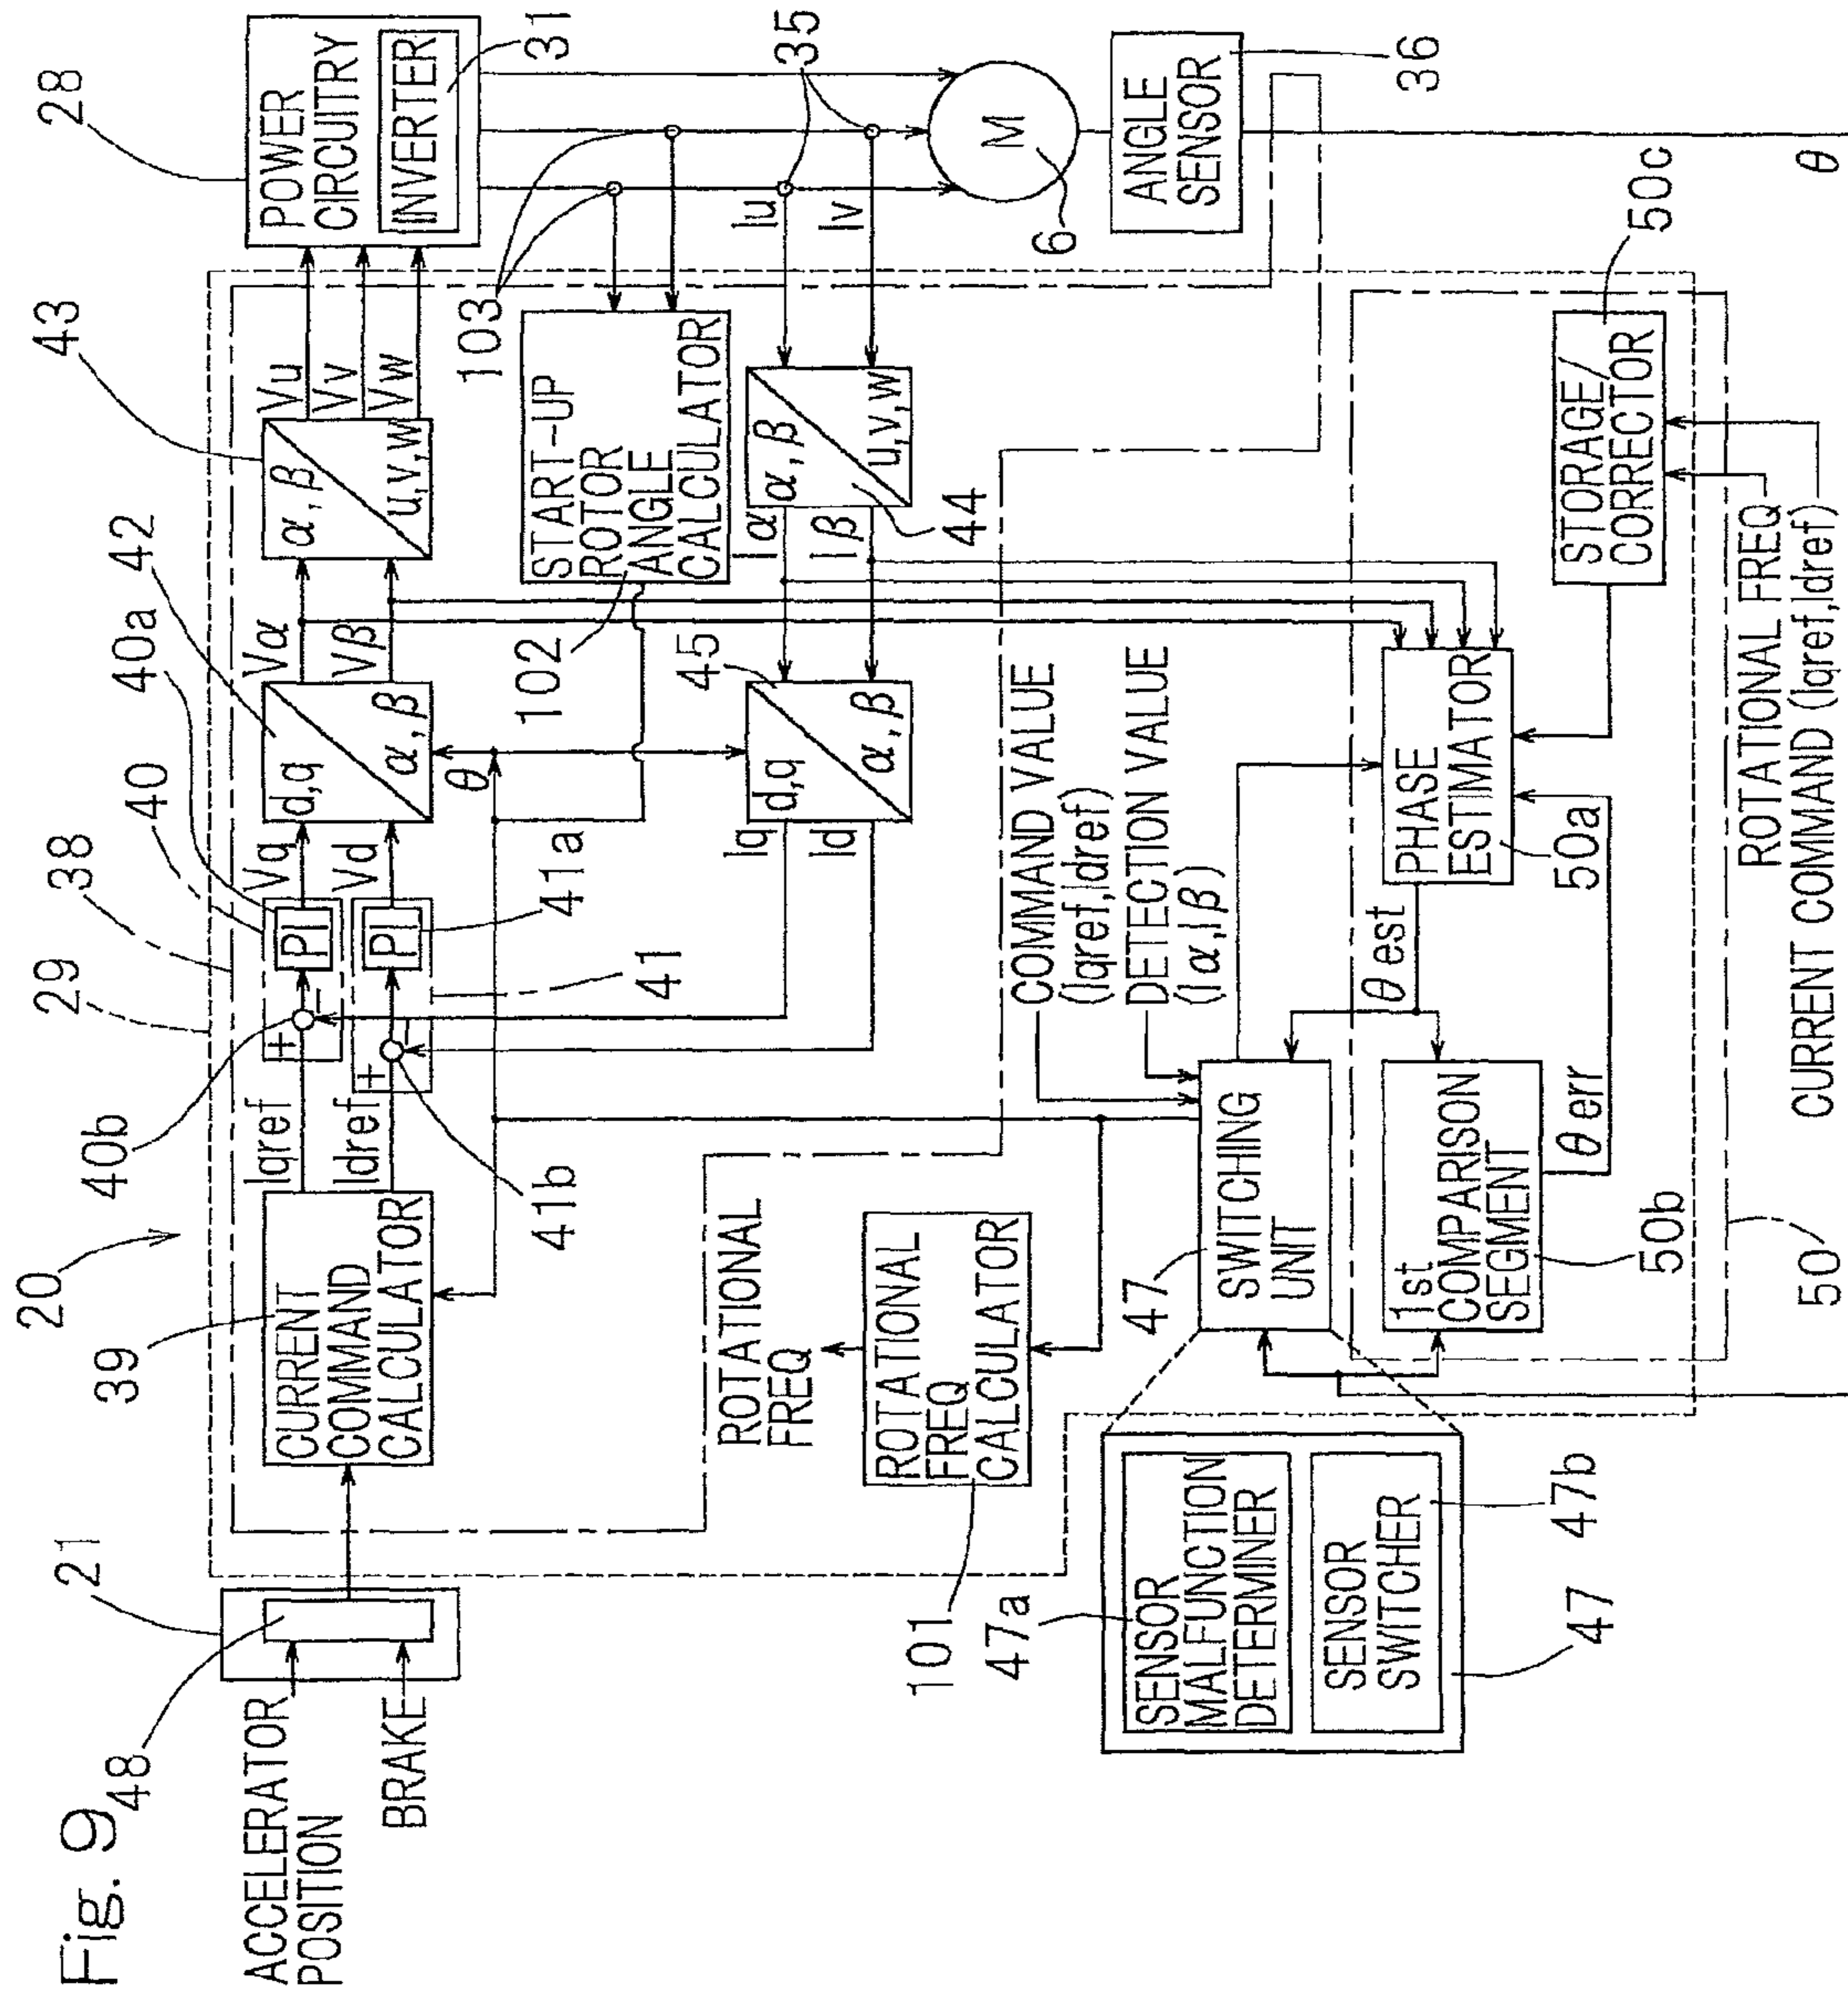 Fig. 9
20
21
48
ACCELERATOR
POSITION
BRAKE
39
CURRENT
COMMAND
CALCULATOR
Iqref
Idref
40b
41b
+
−
+
−
29
38
40
40a
PI
PI
41
41a
Vq
Vd
42
d,q
α,β
θ
Vα
Vβ
43
α,β
u,v,w
Vu
Vv
Vw
28
POWER
CIRCUITRY
INVERTER
31
103
START-UP
ROTOR
ANGLE
CALCULATOR
102
Iq
Id
45
d,q
α,β
Iα
Iβ
44
α,β
u,v,w
Iu
Iv
35
M
6
ANGLE
SENSOR
36
θ
ROTATIONAL
FREQ
ROTATIONAL
FREQ
CALCULATOR
101
COMMAND VALUE
(Iqref,Idref)
DETECTION VALUE
(Iα,Iβ)
47
SWITCHING
UNIT
47a
SENSOR
MALFUNCTION
DETERMINER
SENSOR
SWITCHER
47b
47
θest
1st
COMPARISON
SEGMENT
50b
θerr
PHASE
ESTIMATOR
50a
STORAGE/
CORRECTOR
50c
50
ROTATIONAL FREQ
CURRENT COMMAND (Iqref,Idref)